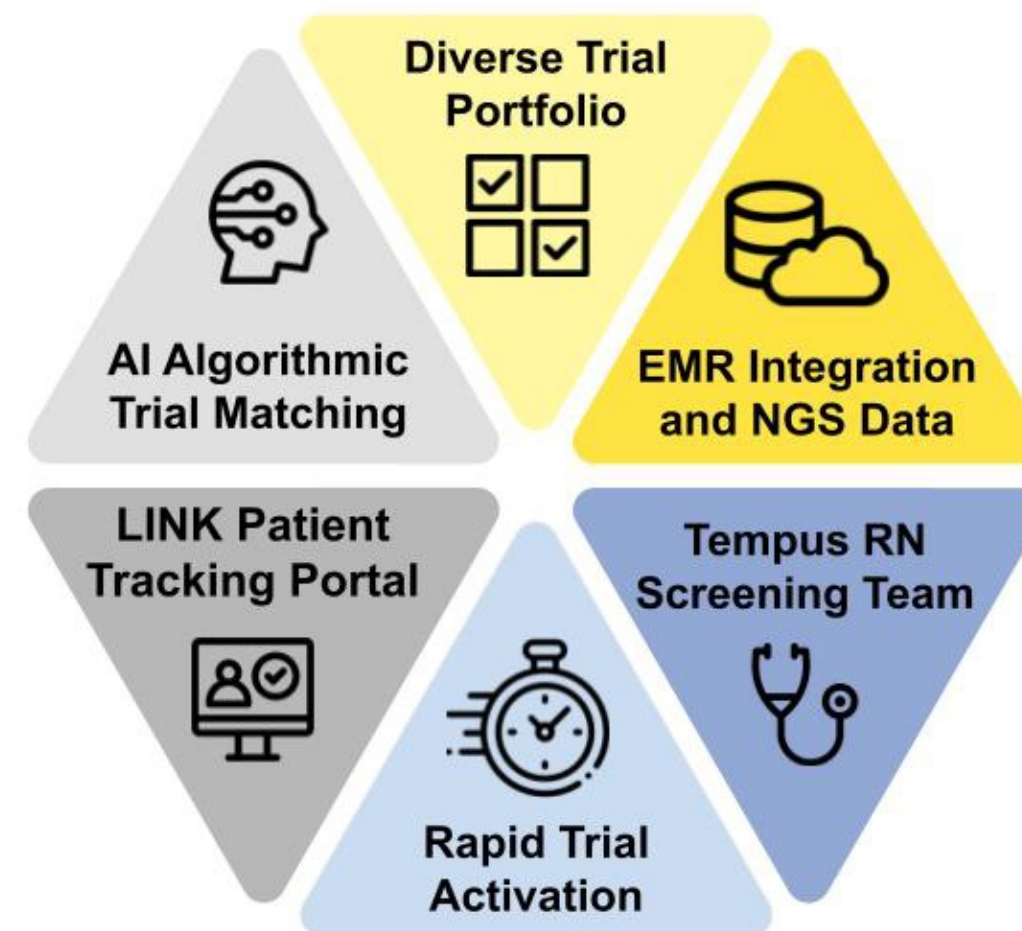 Diverse Trial
Portfolio
AI Algorithmic
Trial Matching
EMR Integration
and NGS Data
LINK Patient
Tracking Portal
Tempus RN
Screening Team
Rapid Trial
Activation